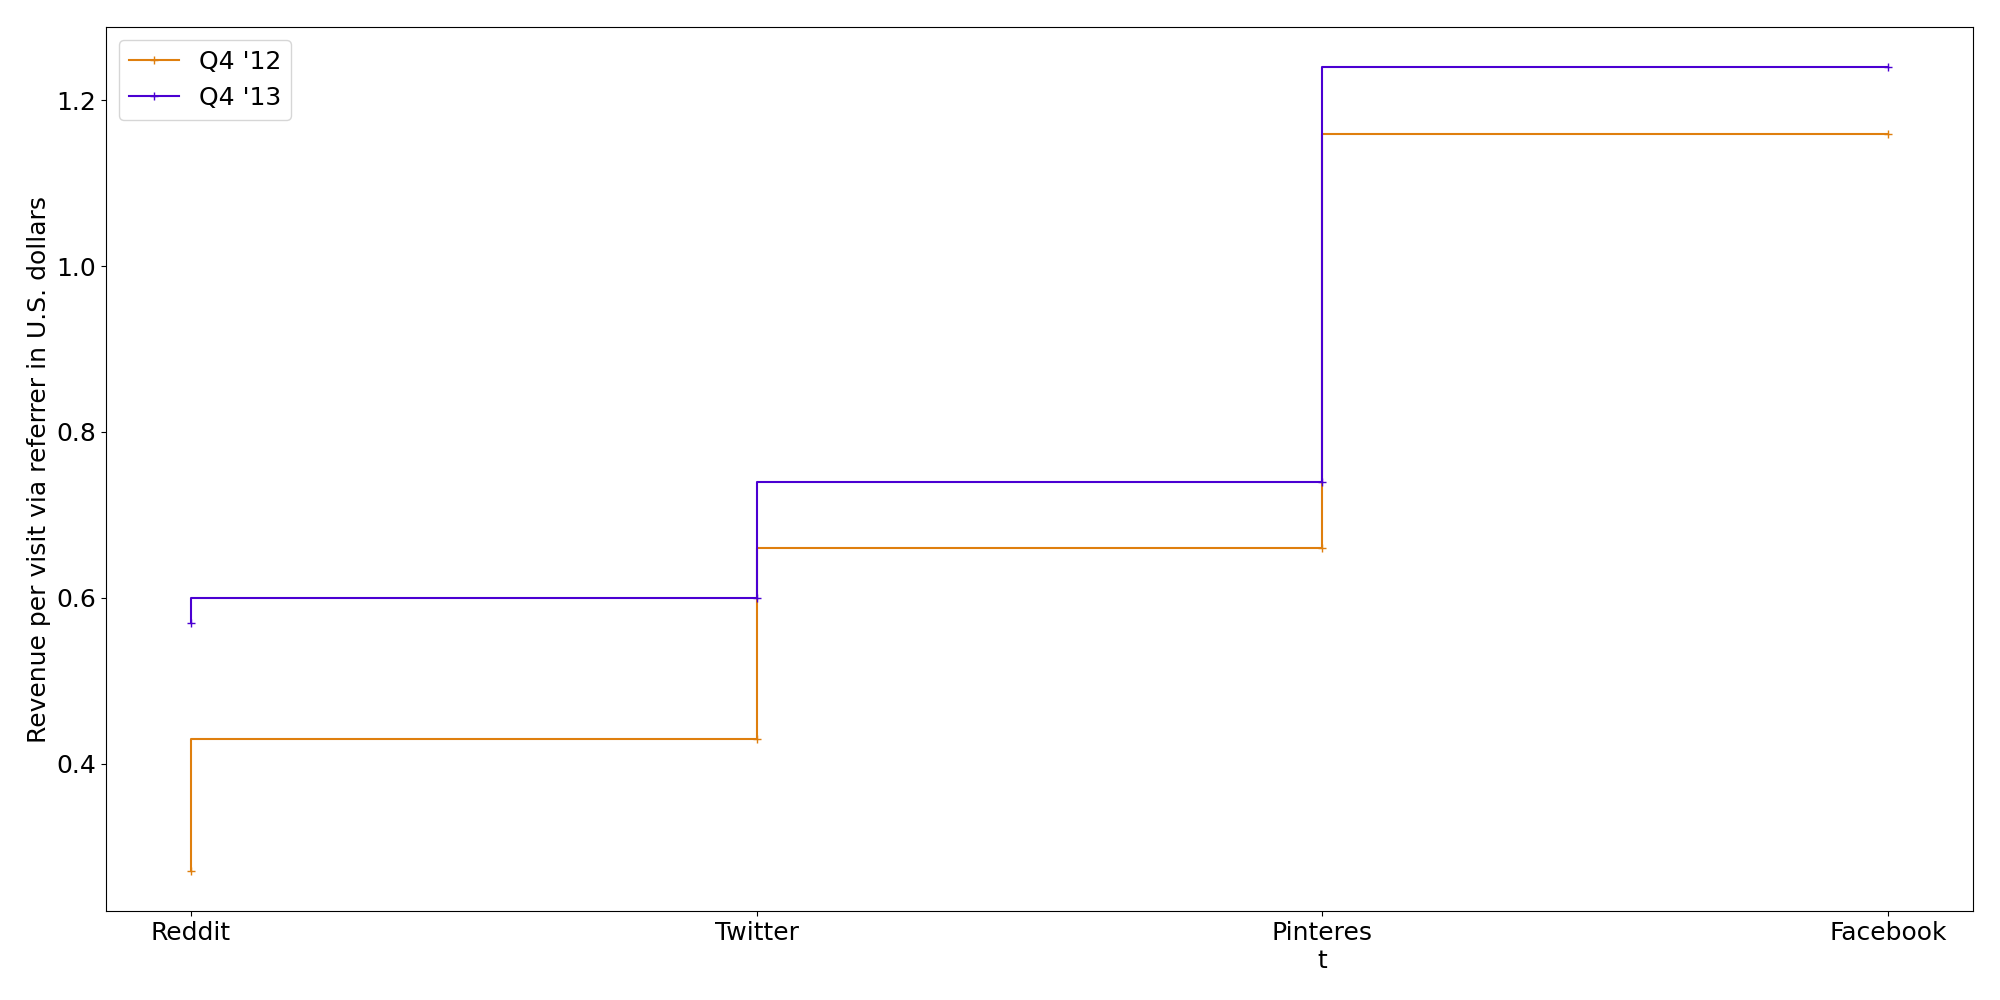 Q4 '12
Q4 '13
Revenue per visit via referrer in U.S. dollars
1.2
1.0
0.8
0.6
0.4
Reddit
Twitter
Pinteres
t
Facebook